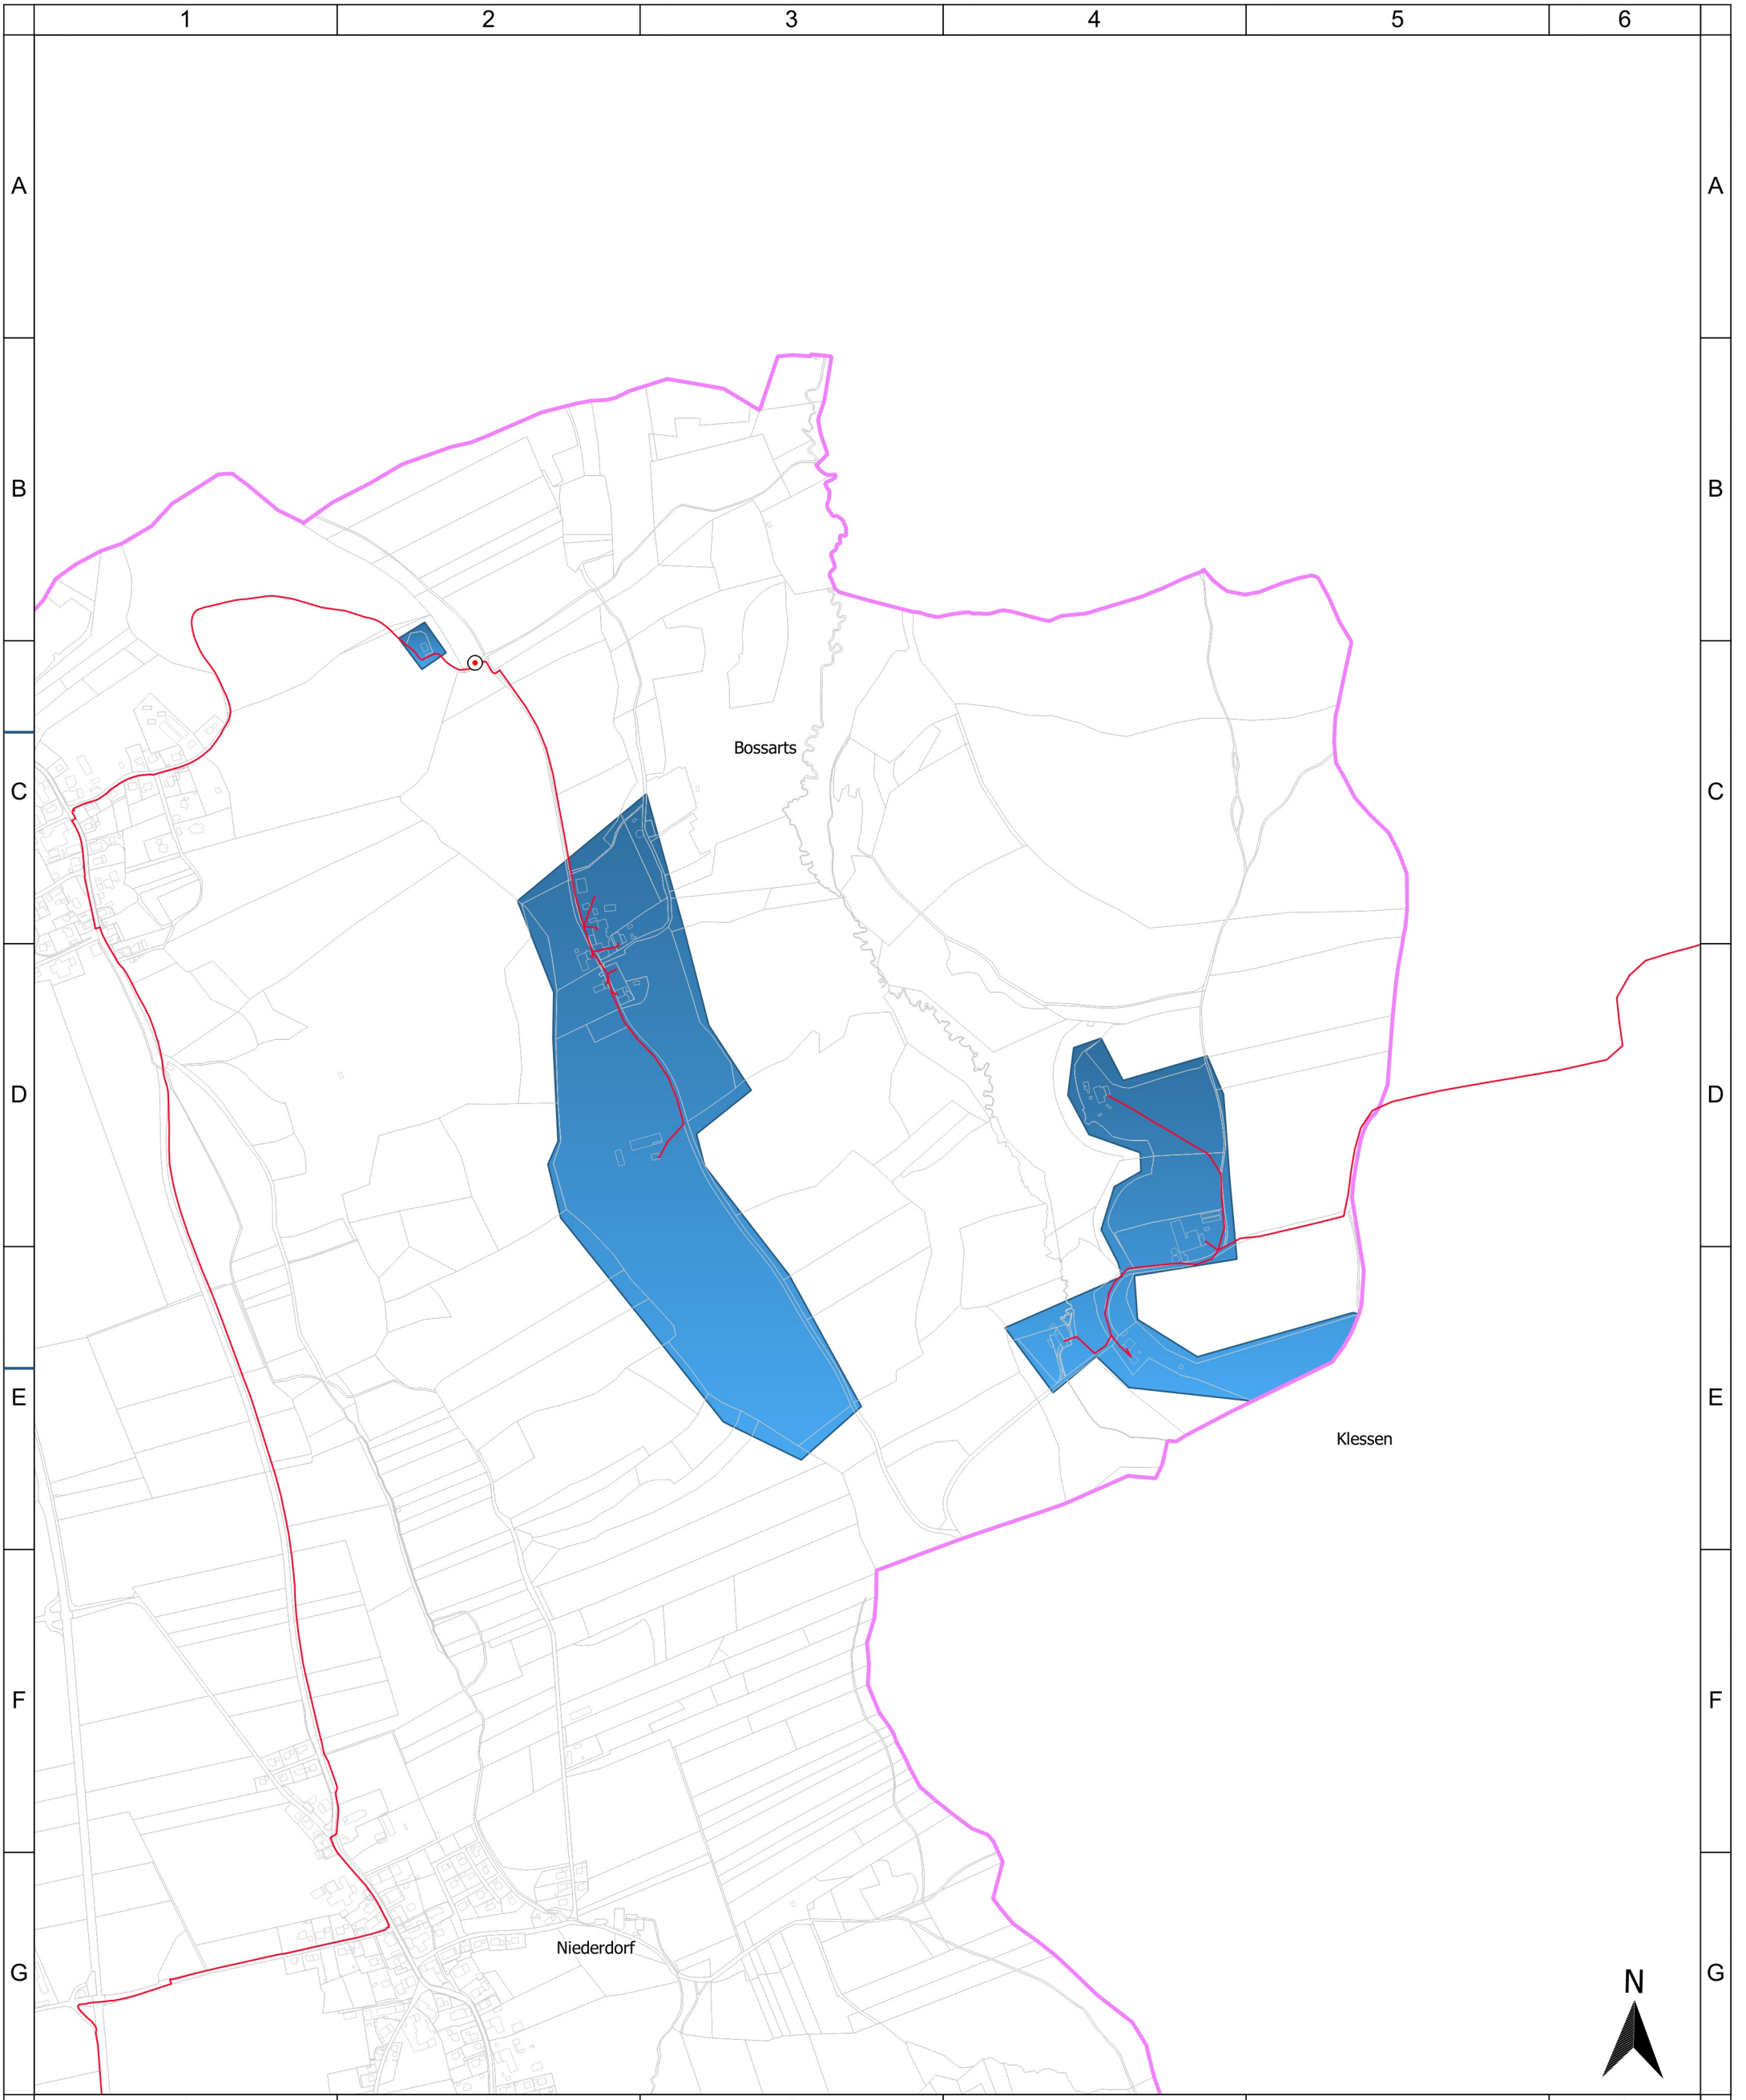 1 2 3 4 5 6
A A
B B
Bossarts
C C
D D
E E
Klessen
F F
Niederdorf
G G
N